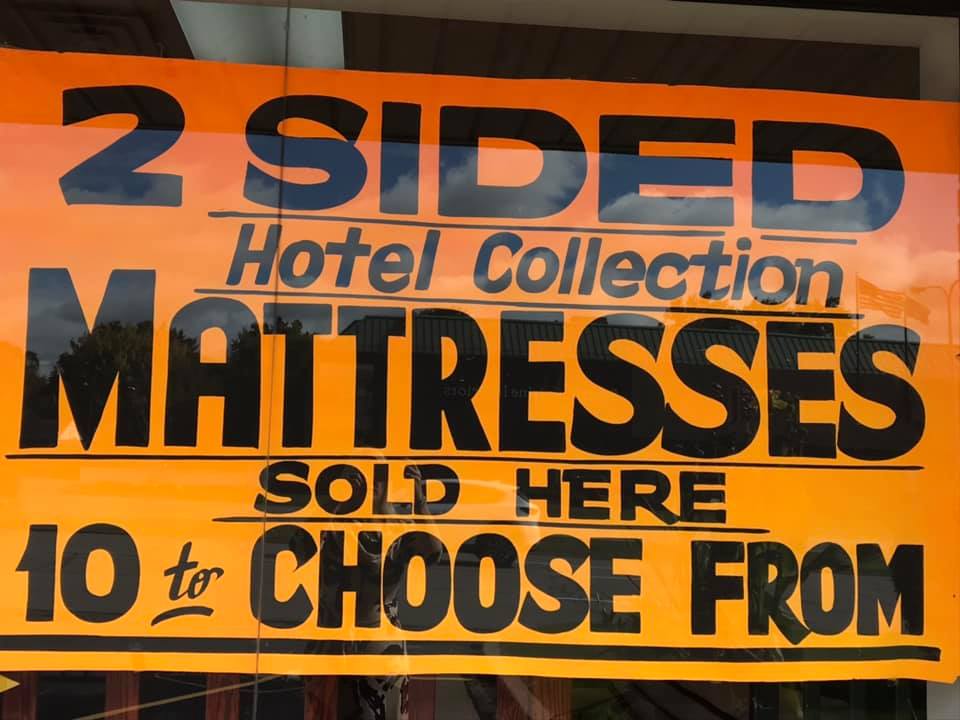 2 SIDED
Hotel Collection
MATTRESSES
SOLD HERE
10 to CHOOSE FROM